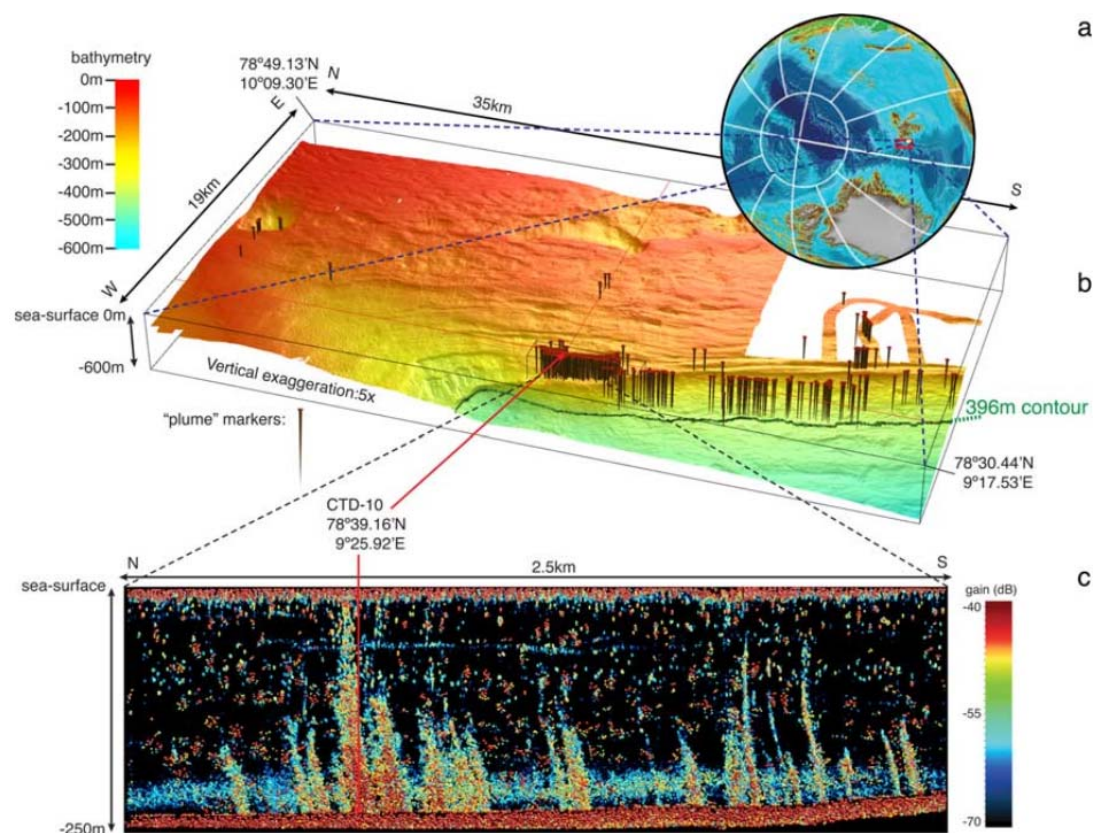 a
bathymetry
0m
-100m
-200m
-300m
-400m
-500m
-600m
78º49.13’N
10º09.30’E
N
35km
S
E
19km
W
b
sea-surface 0m
-600m
Vertical exaggeration:5x
“plume” markers:
396m contour
78º30.44’N
9º17.53’E
CTD-10
78º39.16’N
9º25.92’E
c
N
2.5km
S
sea-surface
-250m
gain (dB)
-40
-55
-70